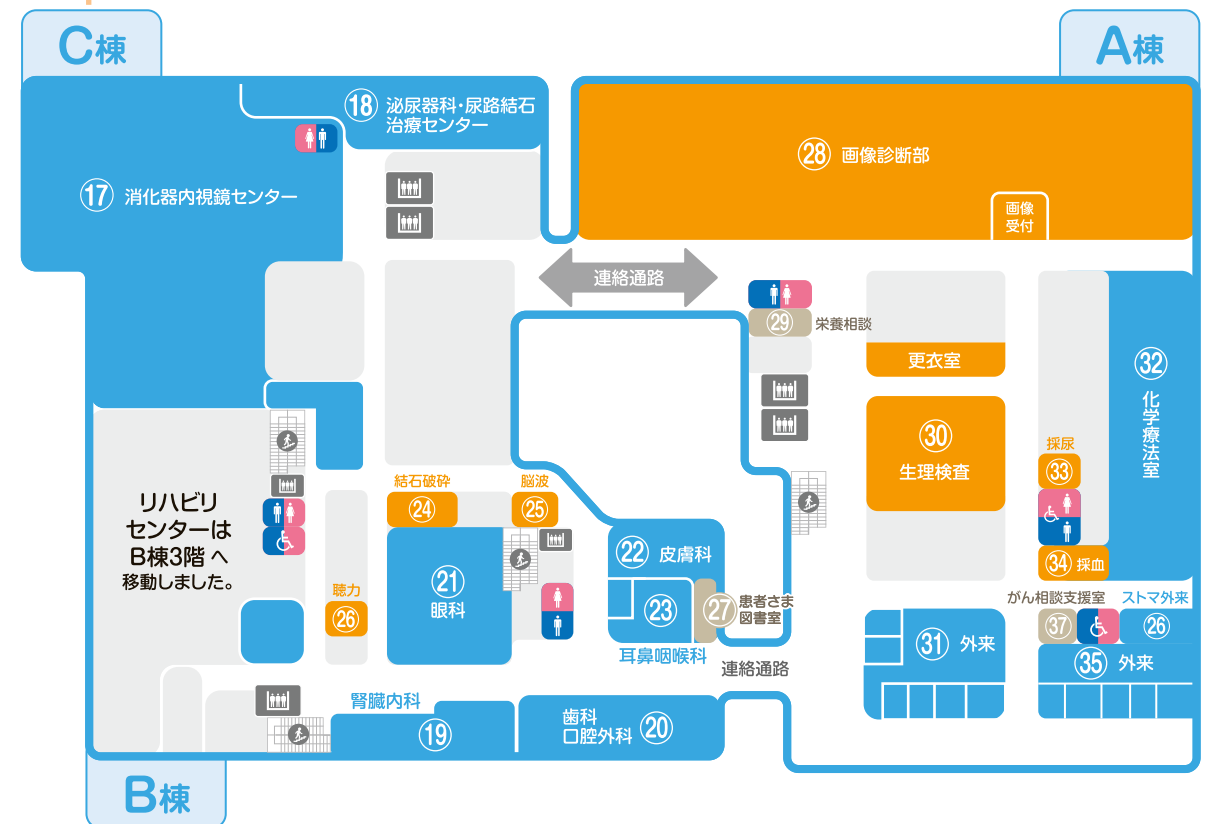 C棟
A棟
⑱ 泌尿器科・尿路結石
治療センター
㉘ 画像診断部
⑰ 消化器内視鏡センター
画像
受付
連絡通路
㉙ 栄養相談
更衣室
㉜ 化学療法室
㉚
生理検査
採尿
㉝
結石破砕
㉔
脳波
㉕
リハビリ
センターは
B棟3階 へ
移動しました。
㉒ 皮膚科
㉞ 採血
㉑
眼科
聴力
㉖
㉓
耳鼻咽喉科
㉗ 患者さま
図書室
がん相談支援室
㊲
ストマ外来
㉖
㉛ 外来
㉟ 外来
連絡通路
腎臓内科
⑲
歯科
口腔外科 ⑳
B棟